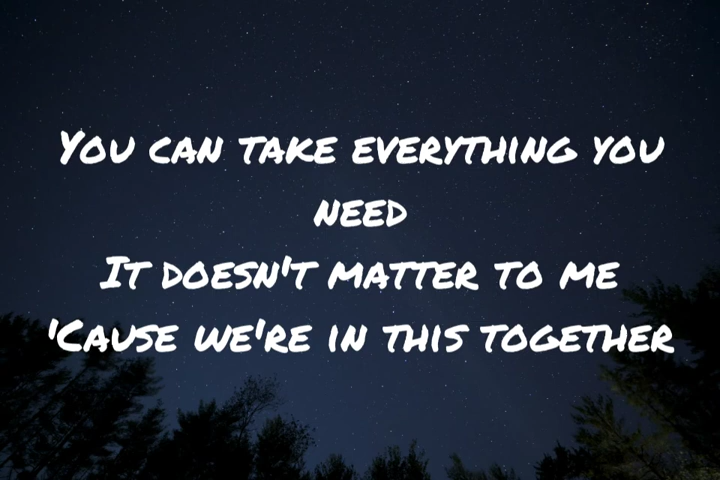 You can take everything you
need
It doesn't matter to me
'Cause we're in this together